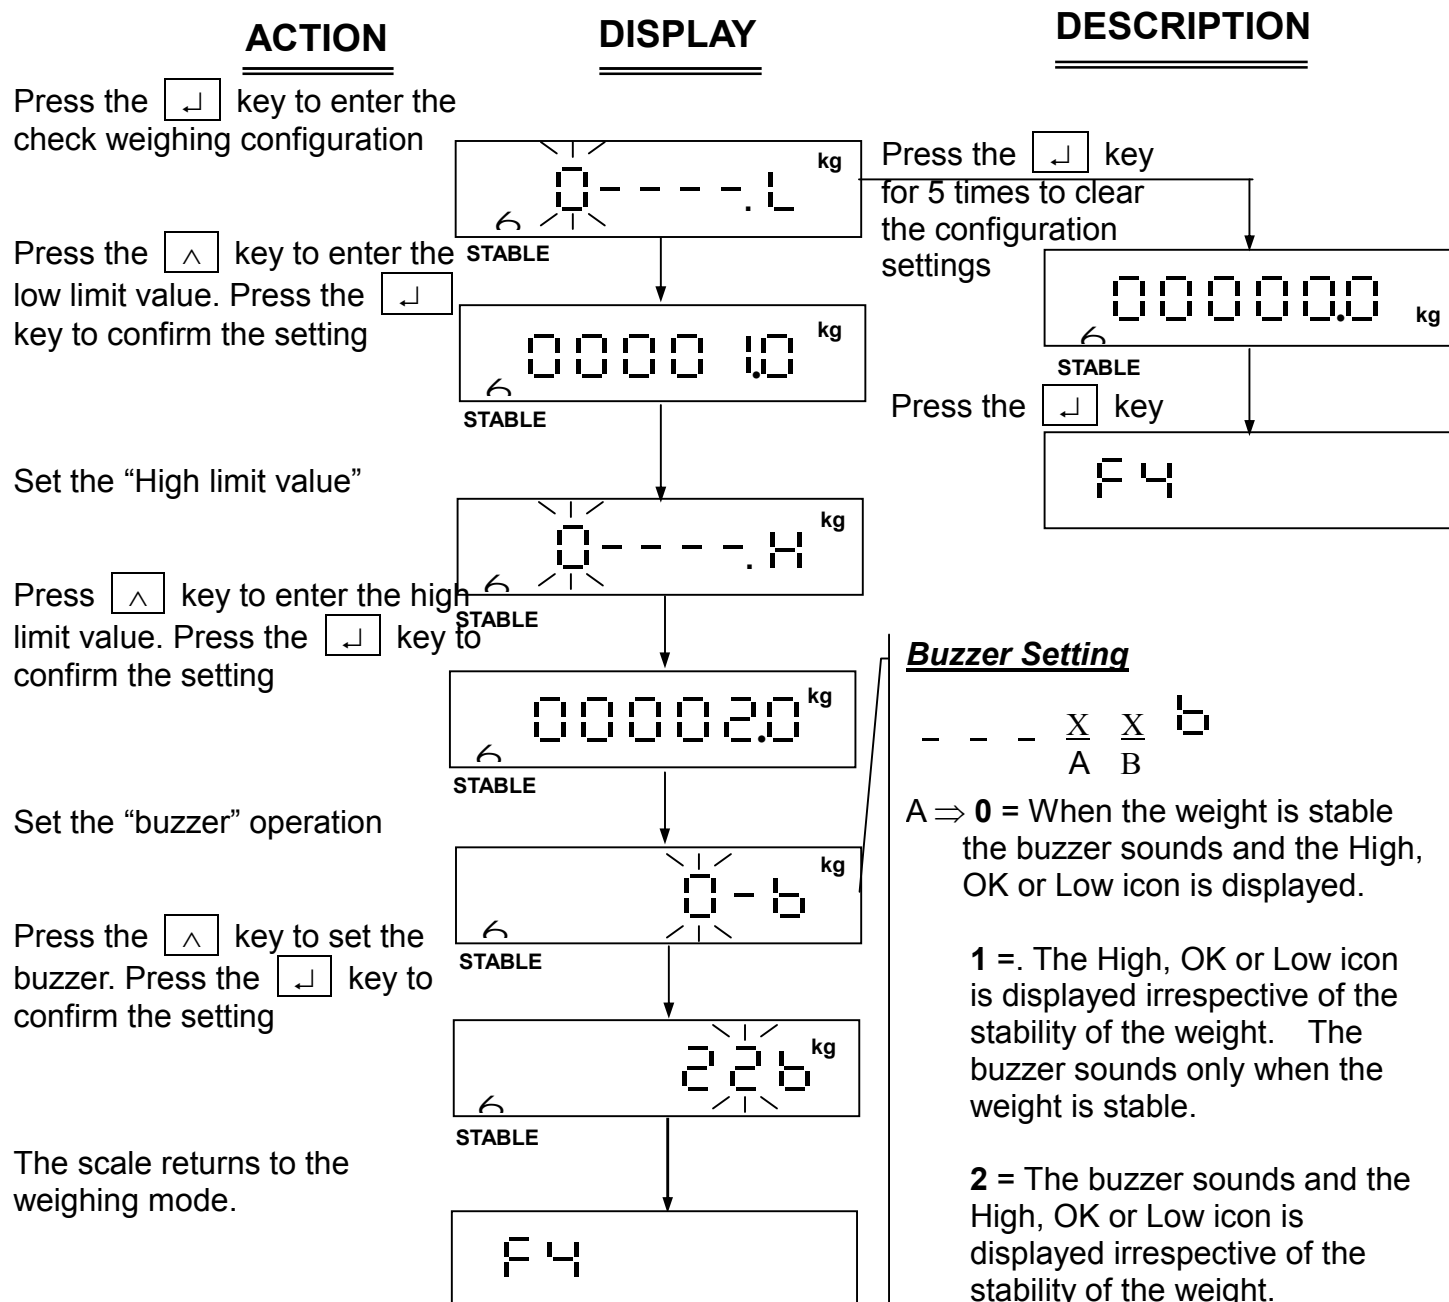 ACTION
DISPLAY
DESCRIPTION
Press the ↵ key to enter the
check weighing configuration
0----.L kg
STABLE
Press the ↵ key
for 5 times to clear
the configuration
settings
Press the ∧ key to enter the
low limit value. Press the ↵
key to confirm the setting
00001.0 kg
STABLE
00000.0 kg
STABLE
Press the ↵ key
F4
Set the “High limit value”
0----.H kg
STABLE
Press ∧ key to enter the high
limit value. Press the ↵ key to
confirm the setting
00002.0 kg
STABLE
Set the “buzzer” operation
0-b kg
STABLE
Press the ∧ key to set the
buzzer. Press the ↵ key to
confirm the setting
22b kg
STABLE
The scale returns to the
weighing mode.
F4
Buzzer Setting
- - - X X b
A B
A ⇒ 0 = When the weight is stable
the buzzer sounds and the High,
OK or Low icon is displayed.
1 =. The High, OK or Low icon
is displayed irrespective of the
stability of the weight. The
buzzer sounds only when the
weight is stable.
2 = The buzzer sounds and the
High, OK or Low icon is
displayed irrespective of the
stability of the weight.